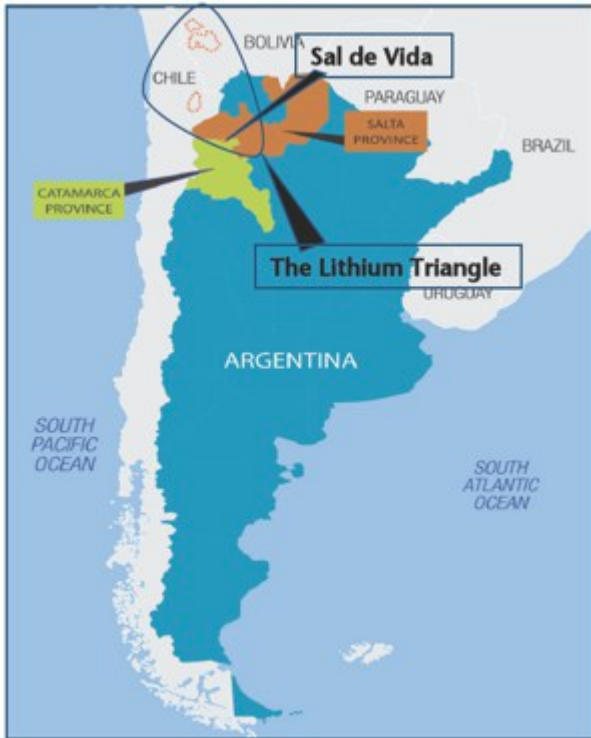 BOLIVIA
Sal de Vida
CHILE
PARAGUAY
SALTA
PROVINCE
BRAZIL
CATAMARCA
PROVINCE
The Lithium Triangle
URUGUAY
ARGENTINA
SOUTH
PACIFIC
OCEAN
SOUTH
ATLANTIC
OCEAN